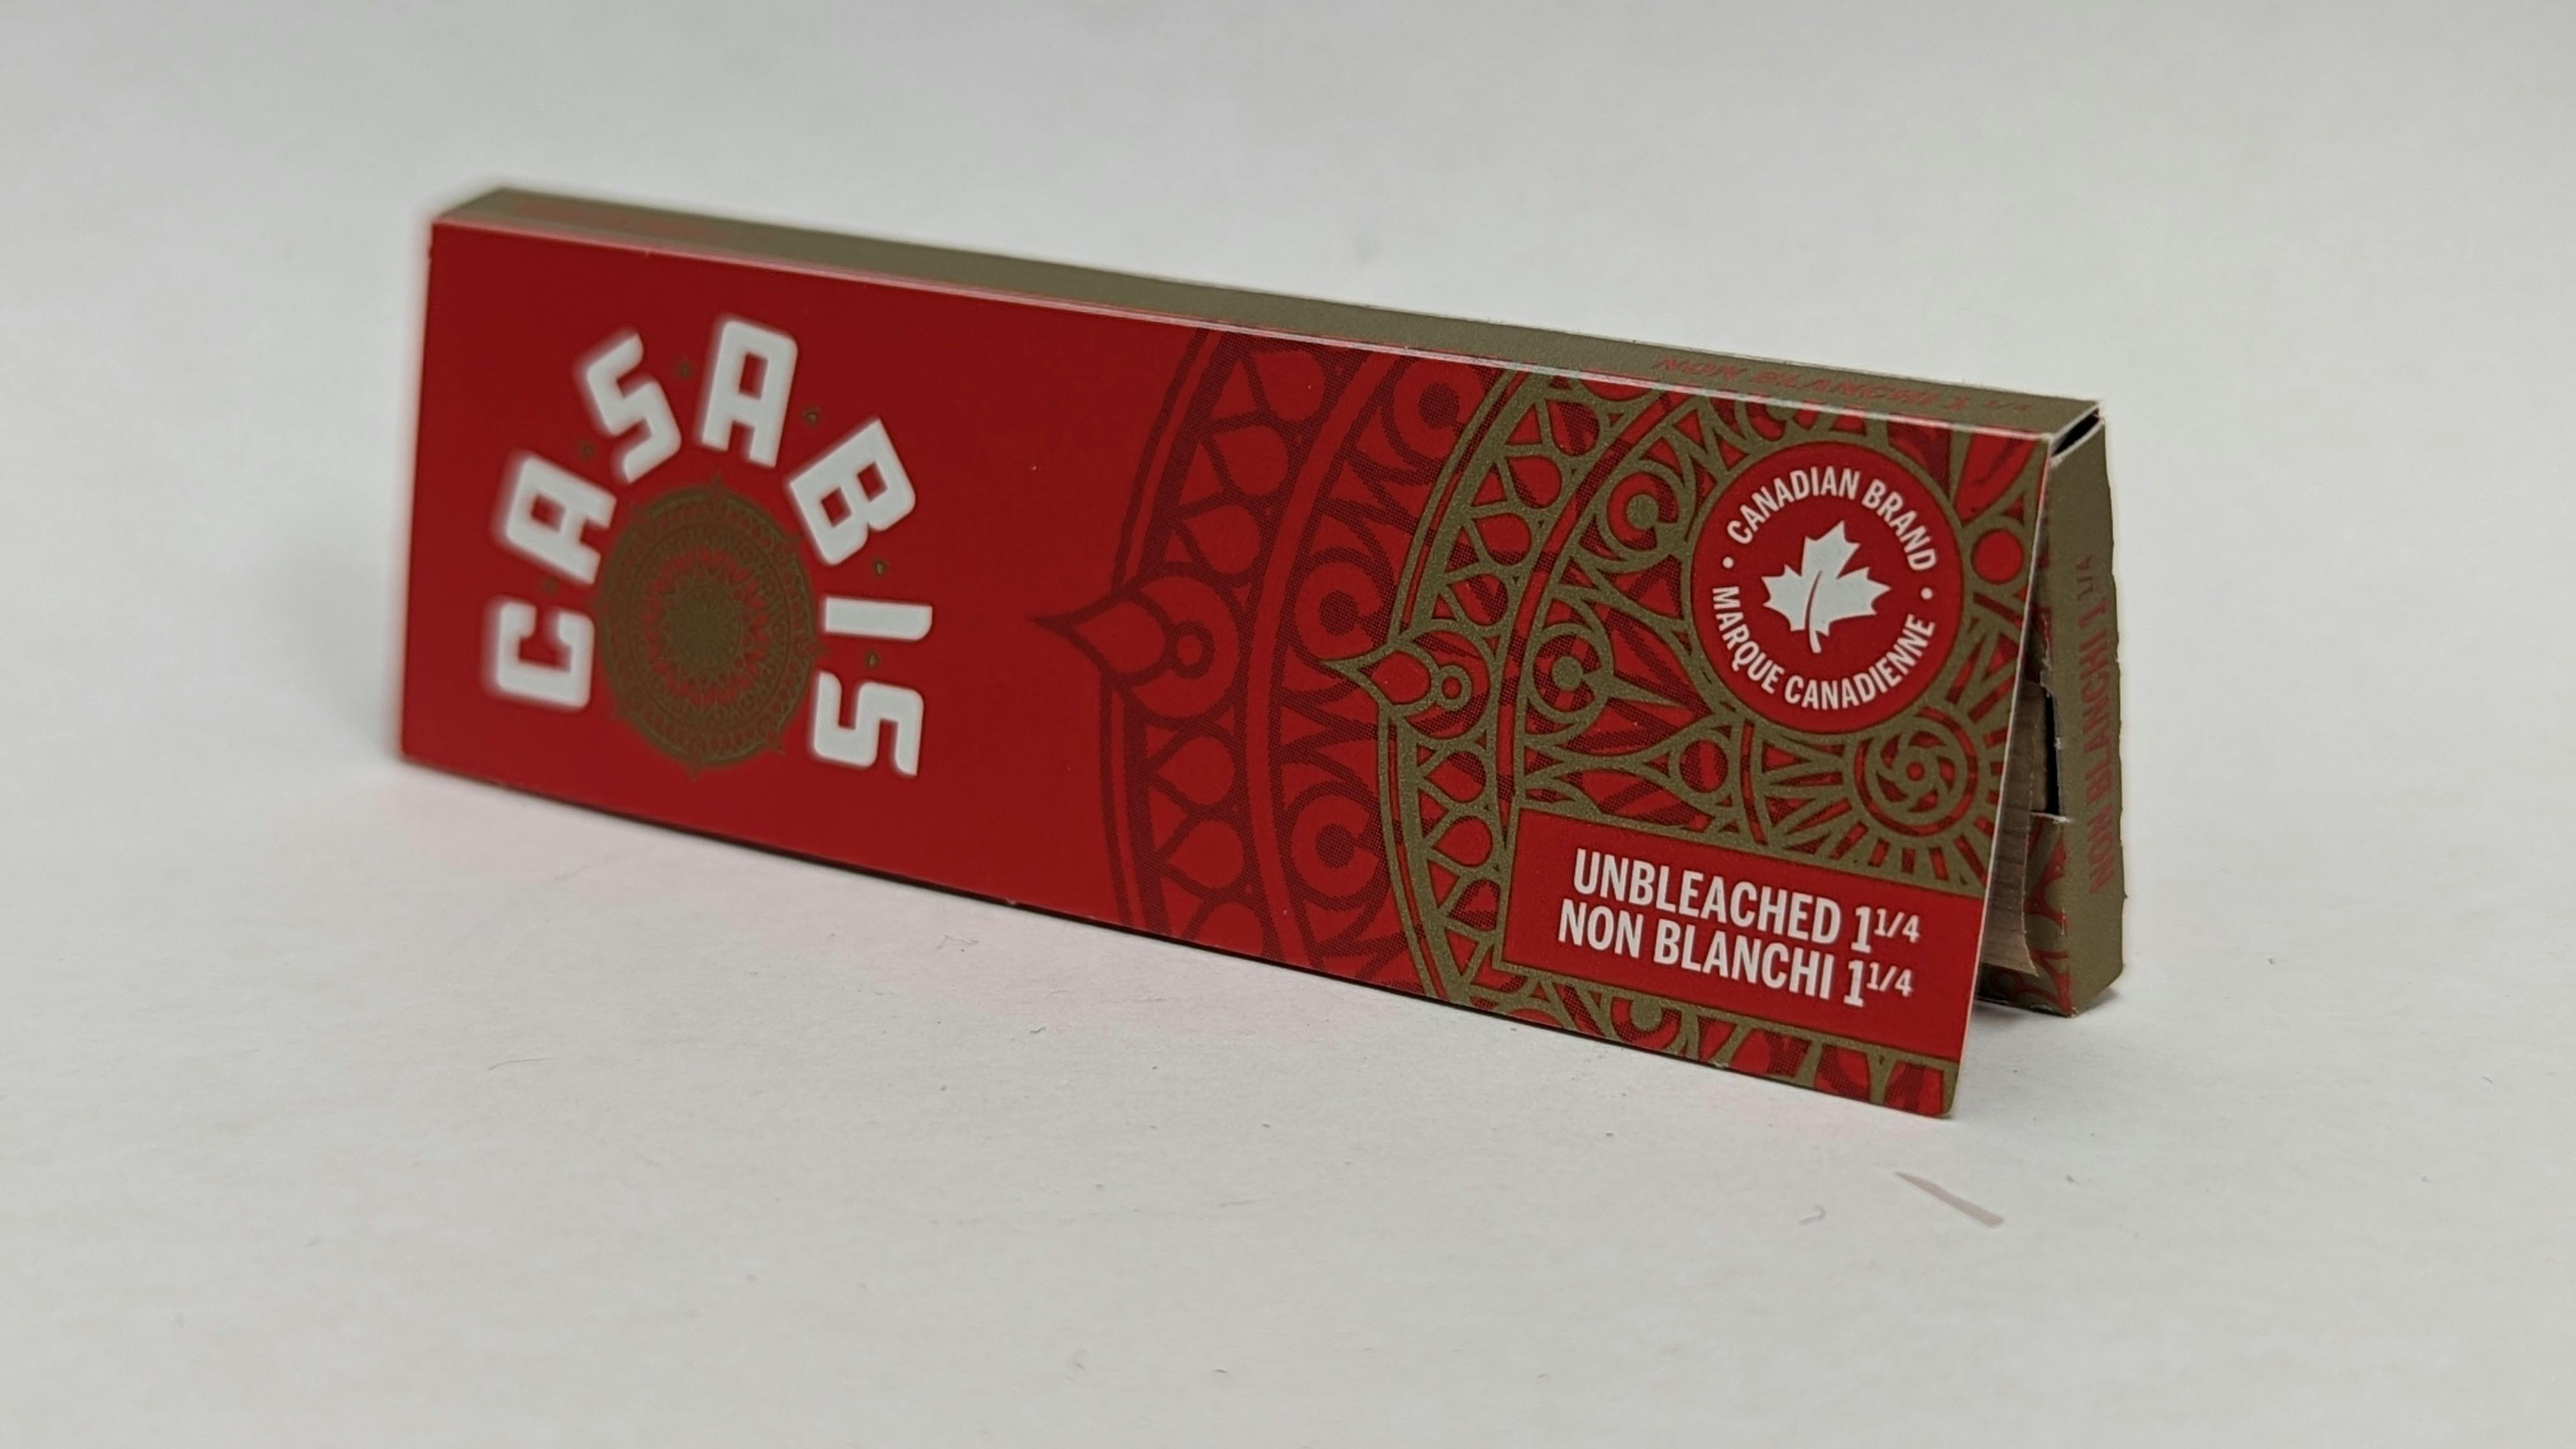 CASABIS
• CANADIAN BRAND •
MARQUE CANADIENNE
UNBLEACHED 1 1/4
NON BLANCHI 1 1/4
NON BLANCHI 1 1/4
NON BLANCHI 1 1/4